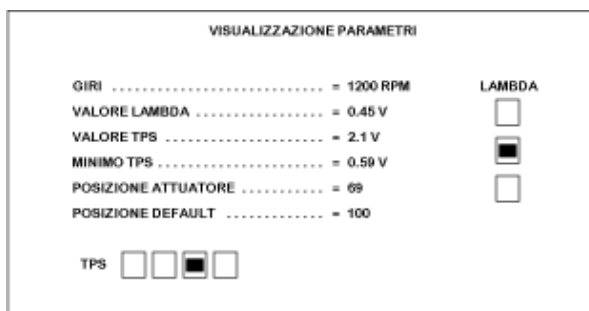 VISUALIZZAZIONE PARAMETRI
GIRI ............................. = 1200 RPM
LAMBDA
VALORE LAMBDA .................. = 0.45 V
VALORE TPS ...................... = 2.1 V
MINIMO TPS ....................... = 0.59 V
POSIZIONE ATTUATORE ........... = 69
POSIZIONE DEFAULT ............. = 100
TPS